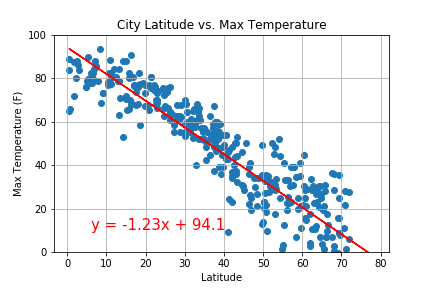 City Latitude vs. Max Temperature
Max Temperature (F)
100
80
60
40
20
0
y = -1.23x + 94.1
0 10 20 30 40 50 60 70 80
Latitude